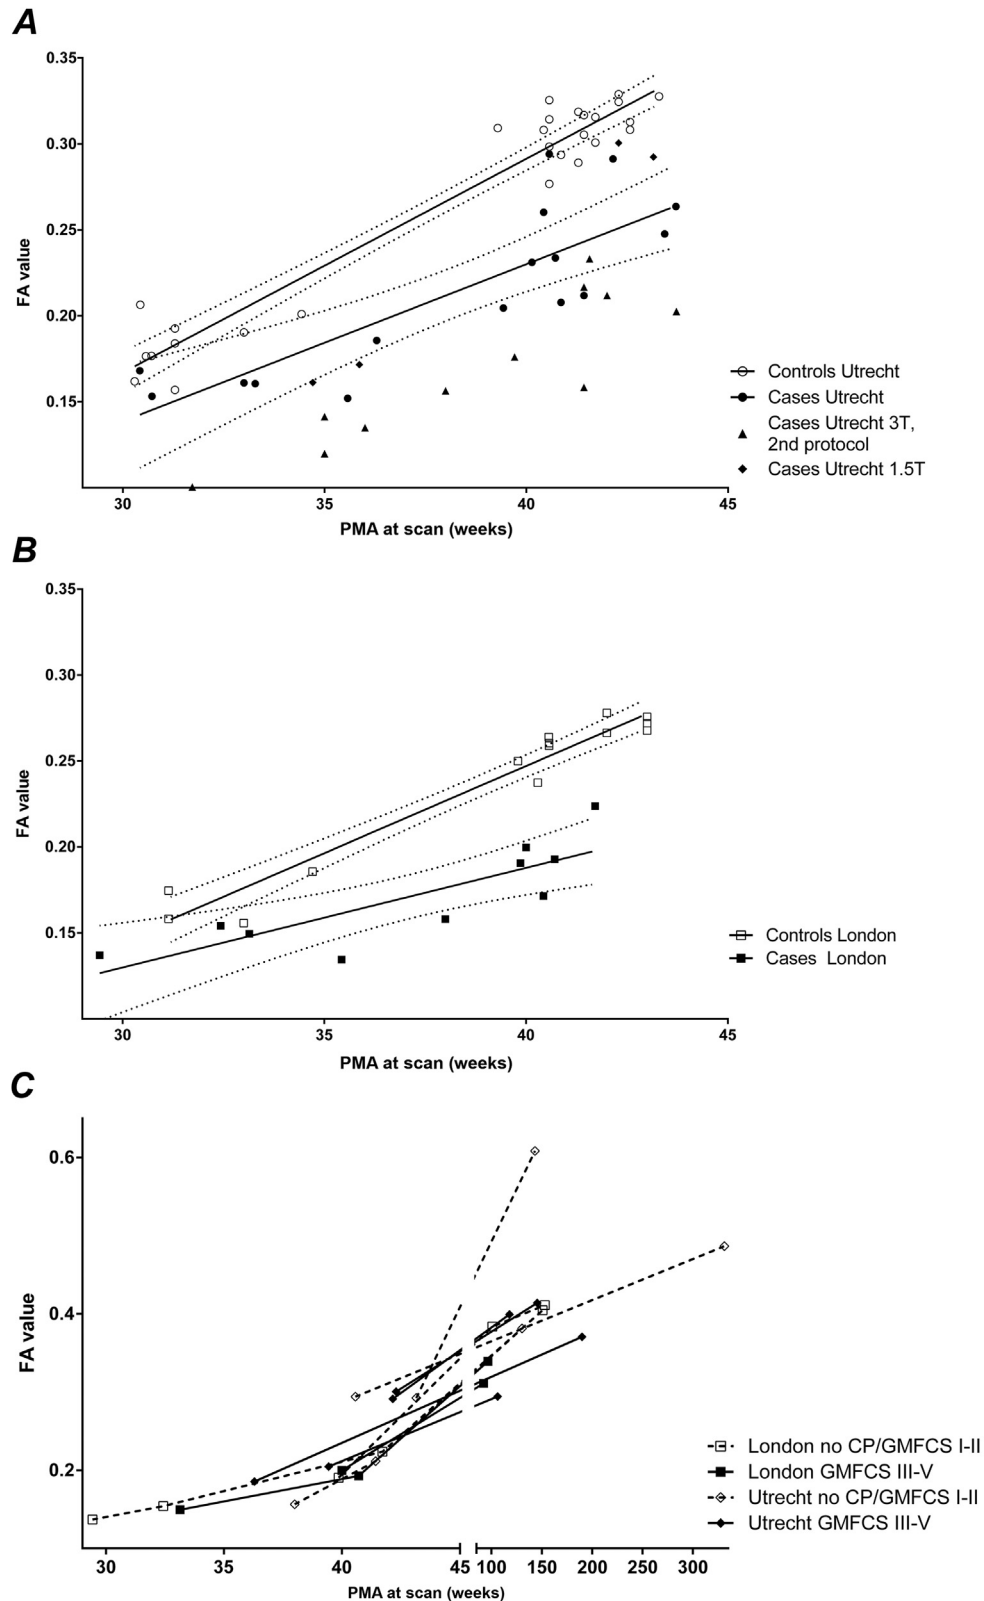 A
0.35
0.30
0.25
0.20
0.15
FA value
30 35 40 45
PMA at scan (weeks)
Controls Utrecht
Cases Utrecht
Cases Utrecht 3T,
2nd protocol
Cases Utrecht 1.5T
B
0.35
0.30
0.25
0.20
0.15
FA value
30 35 40 45
PMA at scan (weeks)
Controls London
Cases London
C
0.6
0.4
0.2
FA value
30 35 40 45 100 150 200 250 300
PMA at scan (weeks)
London no CP/GMFCS I-II
London GMFCS III-V
Utrecht no CP/GMFCS I-II
Utrecht GMFCS III-V